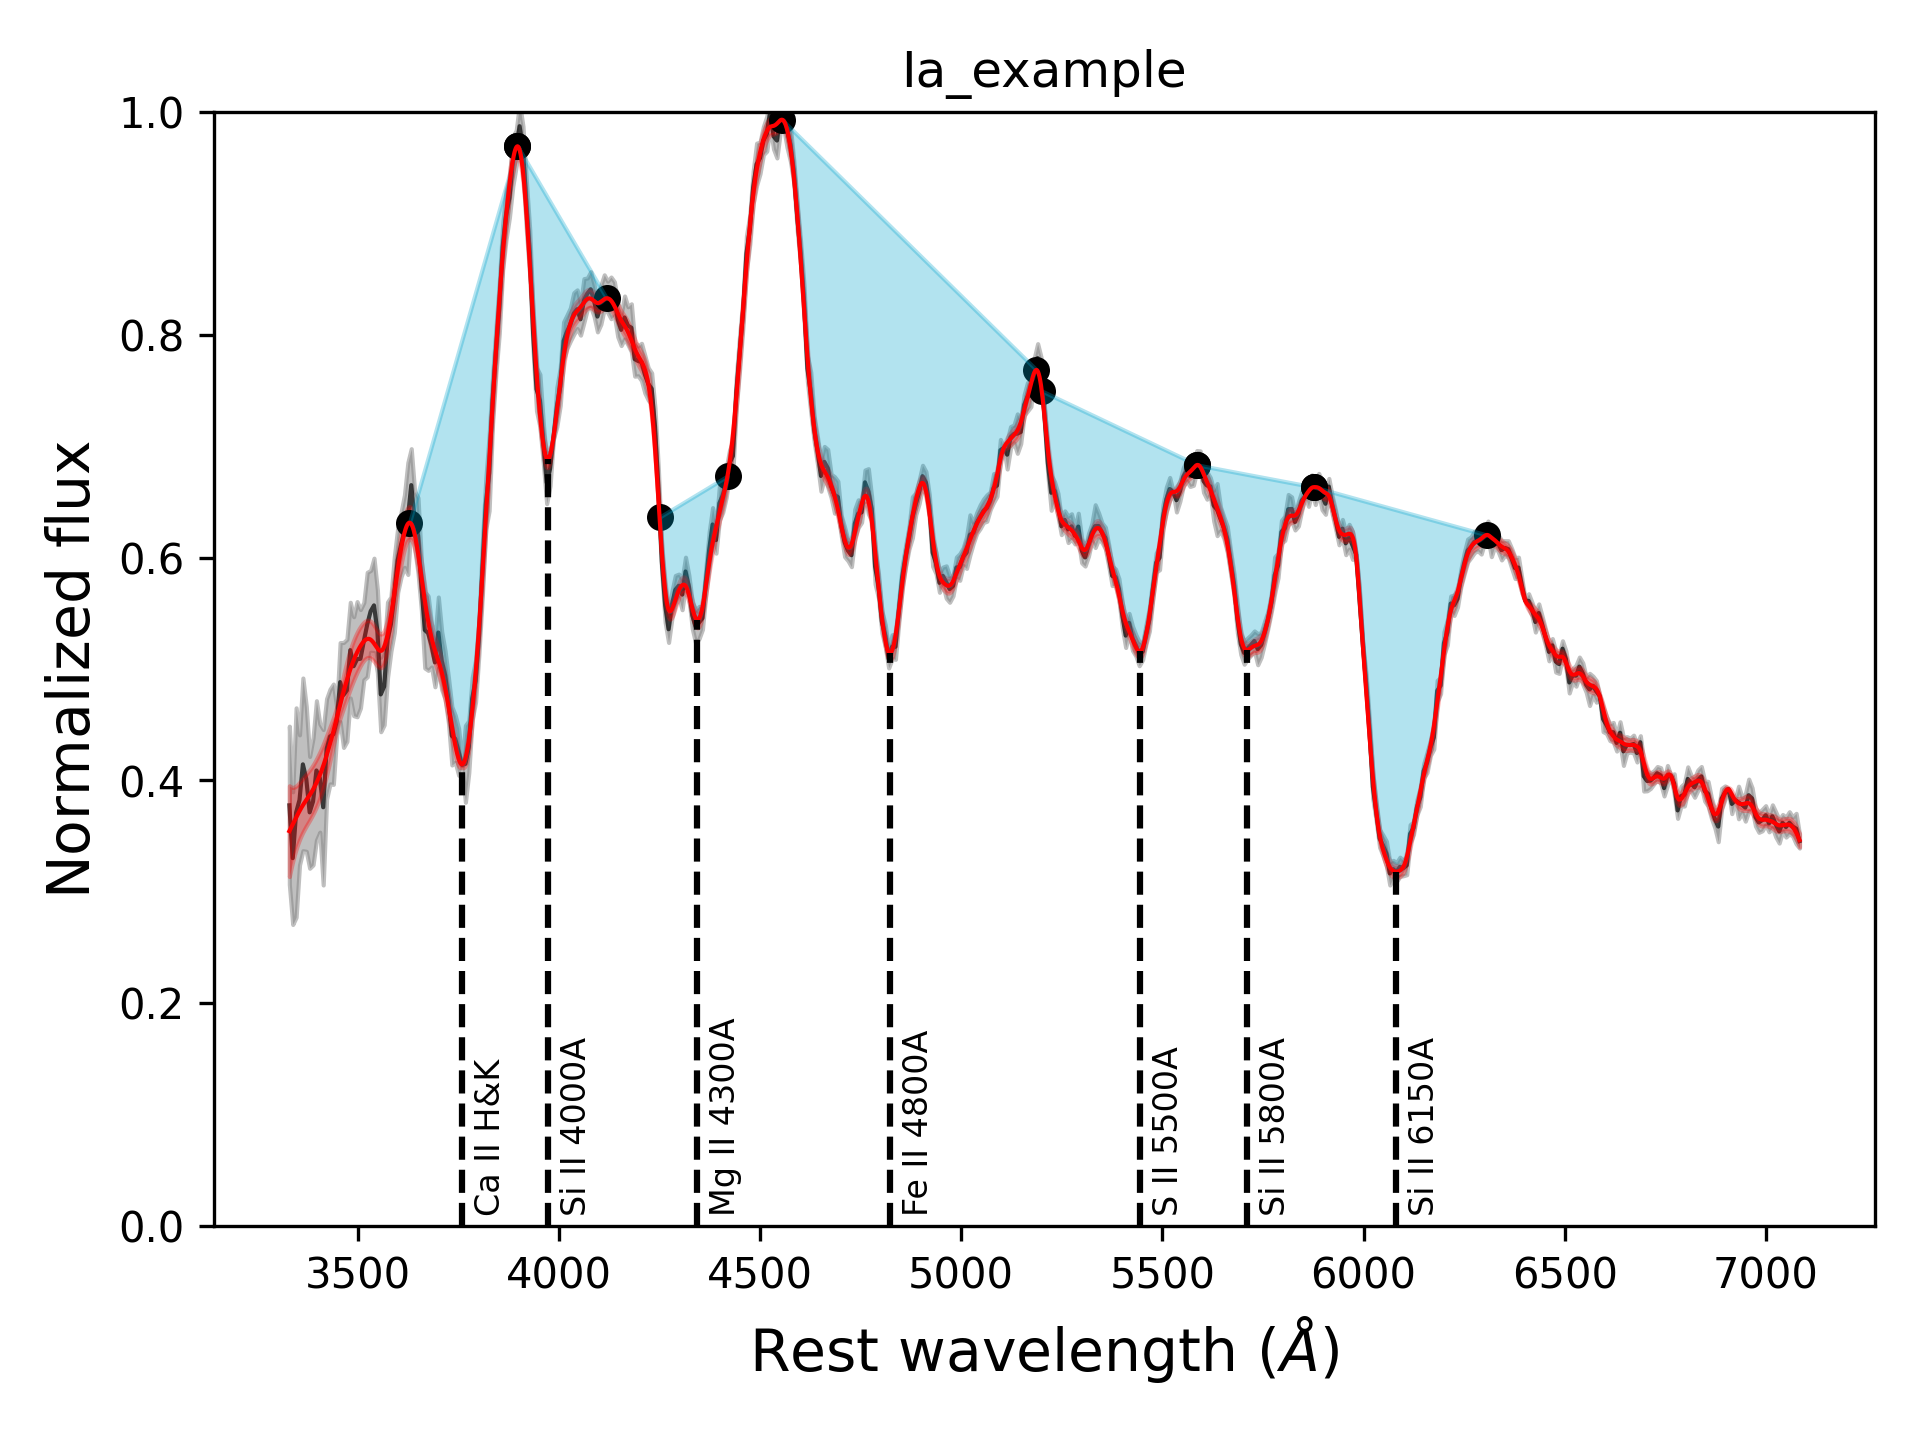 Ia_example
Normalized flux
1.0
0.8
0.6
0.4
0.2
0.0
Ca II H&K
Si II 4000A
Mg II 4300A
Fe II 4800A
S II 5500A
Si II 5800A
Si II 6150A
3500 4000 4500 5000 5500 6000 6500 7000
Rest wavelength (Å)